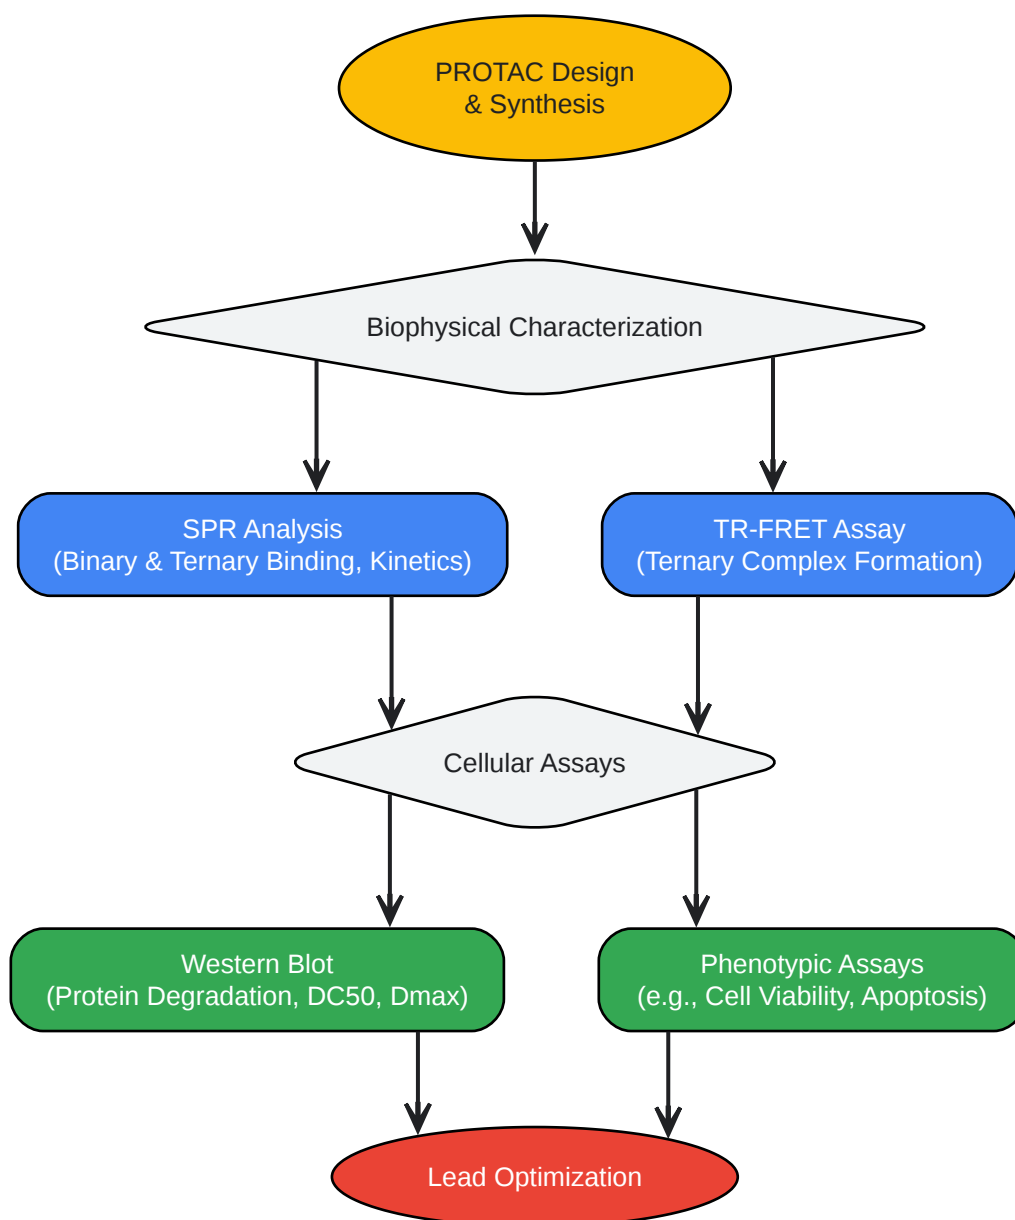 PROTAC Design
& Synthesis
Biophysical Characterization
SPR Analysis
(Binary & Ternary Binding, Kinetics)
TR-FRET Assay
(Ternary Complex Formation)
Cellular Assays
Western Blot
(Protein Degradation, DC50, Dmax)
Phenotypic Assays
(e.g., Cell Viability, Apoptosis)
Lead Optimization